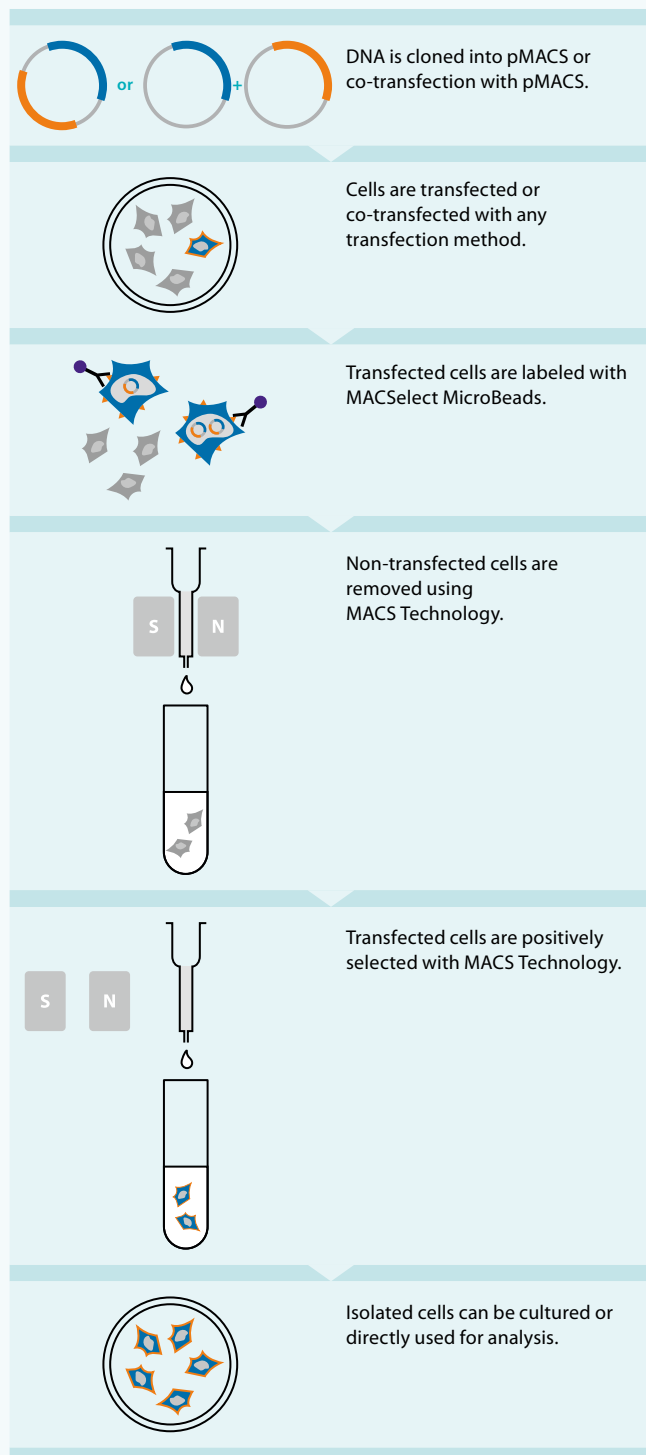 or
+
DNA is cloned into pMACS or
co-transfection with pMACS.
Cells are transfected or
co-transfected with any
transfection method.
Transfected cells are labeled with
MACSelect MicroBeads.
S
N
Non-transfected cells are
removed using
MACS Technology.
S
N
Transfected cells are positively
selected with MACS Technology.
Isolated cells can be cultured or
directly used for analysis.